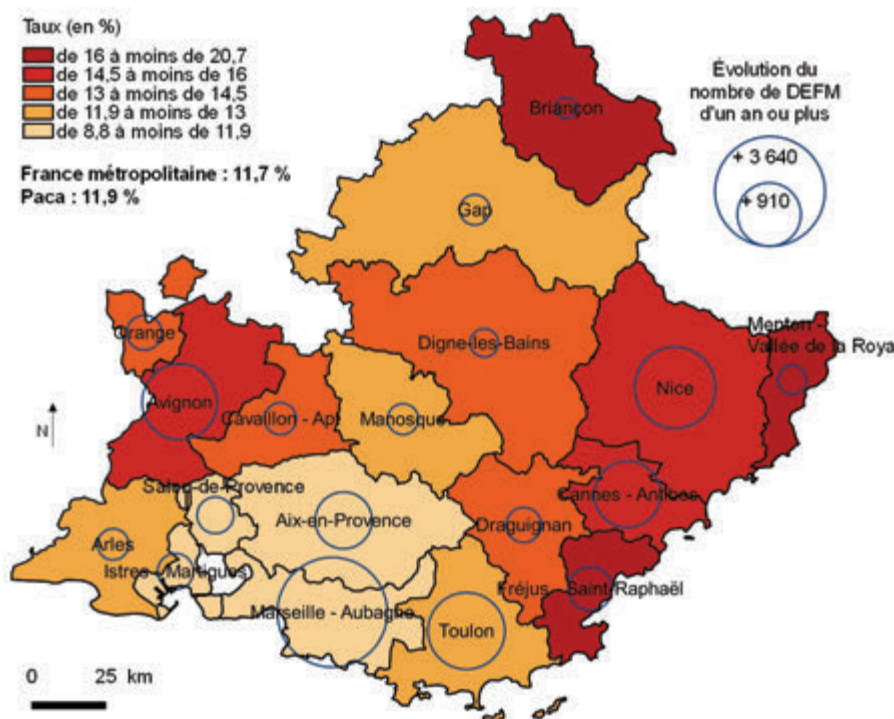 Taux (en %)
de 16 à moins de 20,7
de 14,5 à moins de 16
de 13 à moins de 14,5
de 11,9 à moins de 13
de 8,8 à moins de 11,9
France métropolitaine : 11,7 %
Paca : 11,9 %
Évolution du
nombre de DEFM
d'un an ou plus
+ 3 640
+ 910
Briançon
Gap
Orange
Digne-les-Bains
Menton -
Vallée de la Roya
Avignon
Nice
Cavaillon - Apt
Manosque
N
Salon-de-Provence
Cannes - Antibes
Aix-en-Provence
Draguignan
Arles
Istres - Martigues
Fréjus - Saint-Raphaël
Marseille - Aubagne
Toulon
0 25 km